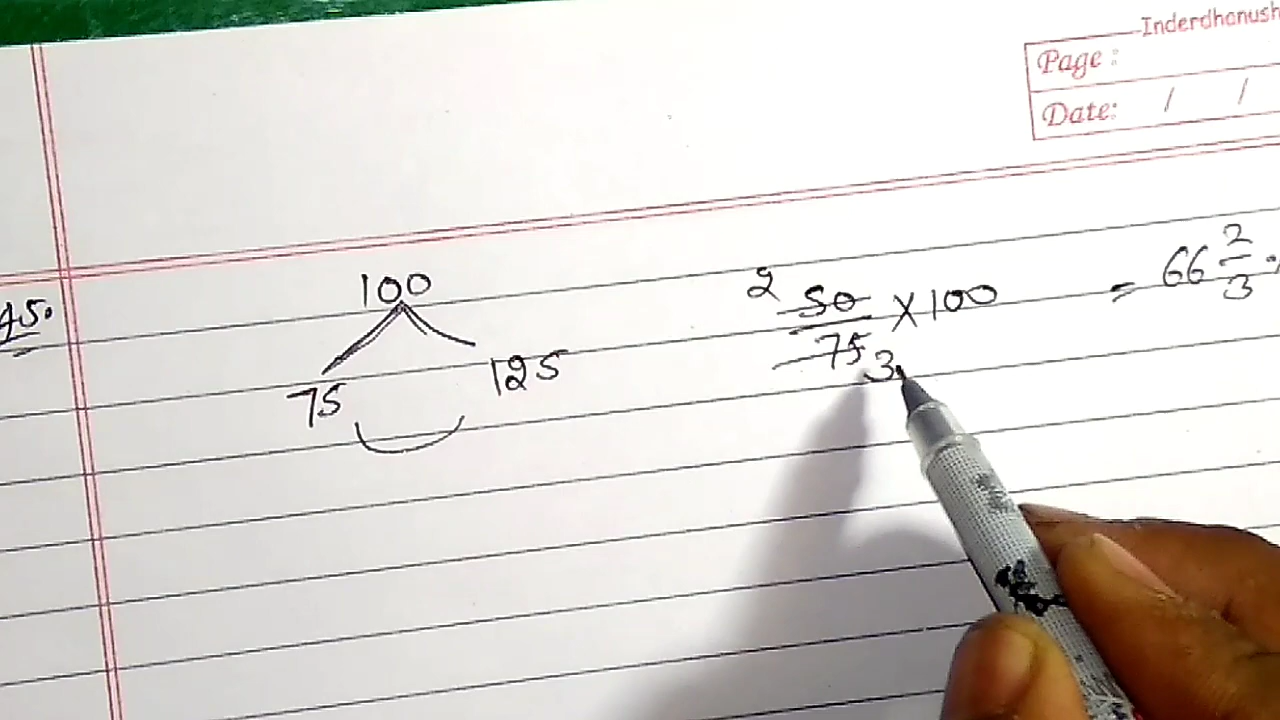 Inderdhanush
Page :
Date: / /
45.
100
75 125
2
50/75 × 100 = 66 2/3 %
3